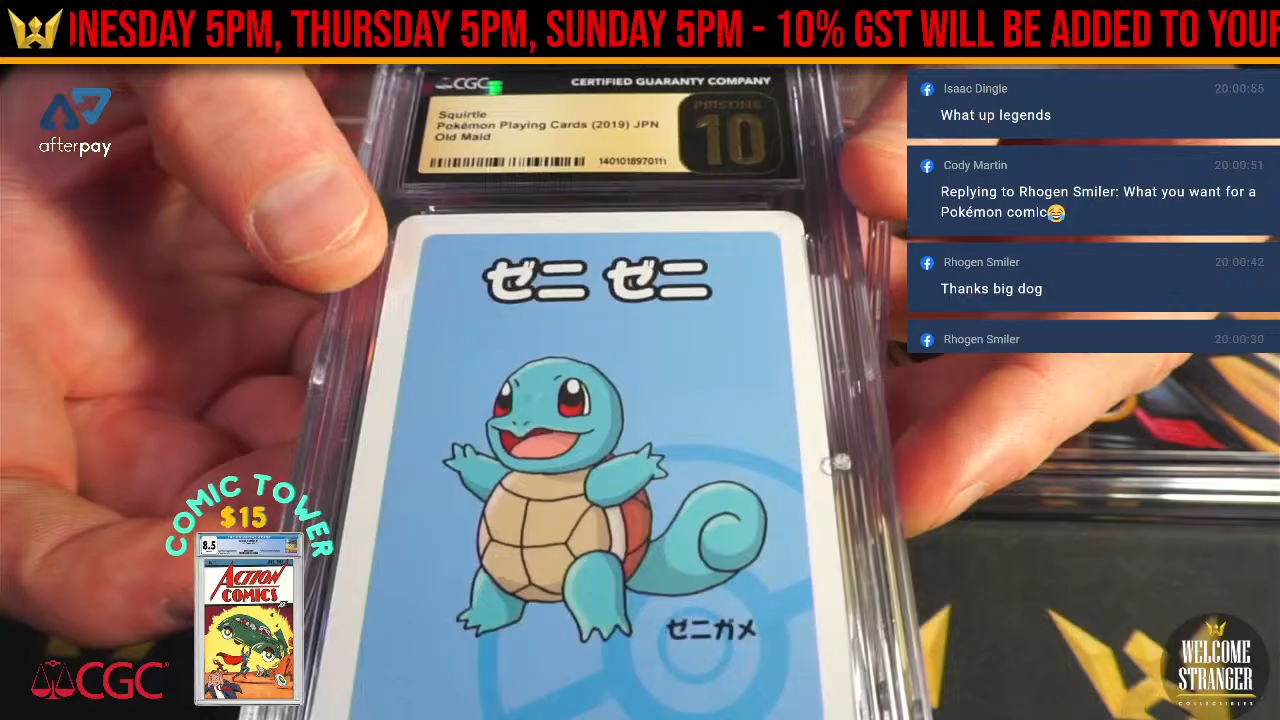 NESDAY 5PM, THURSDAY 5PM, SUNDAY 5PM - 10% GST WILL BE ADDED TO YOUR
afterpay
CGC
CERTIFIED GUARANTY COMPANY
Squirtle
Pokémon Playing Cards (2019) JPN
Old Maid
PRISTINE
10
1401018970111
Isaac Dingle
20:00:55
What up legends
Cody Martin
20:00:51
Replying to Rhogen Smiler: What you want for a
Pokémon comic😂
Rhogen Smiler
20:00:42
Thanks big dog
Rhogen Smiler
20:00:30
ゼニ ゼニ
ゼニガメ
COMIC TOWER
$15
8.5
ACTION
COMICS
CGC
WELCOME
STRANGER
COLLECTIBLES